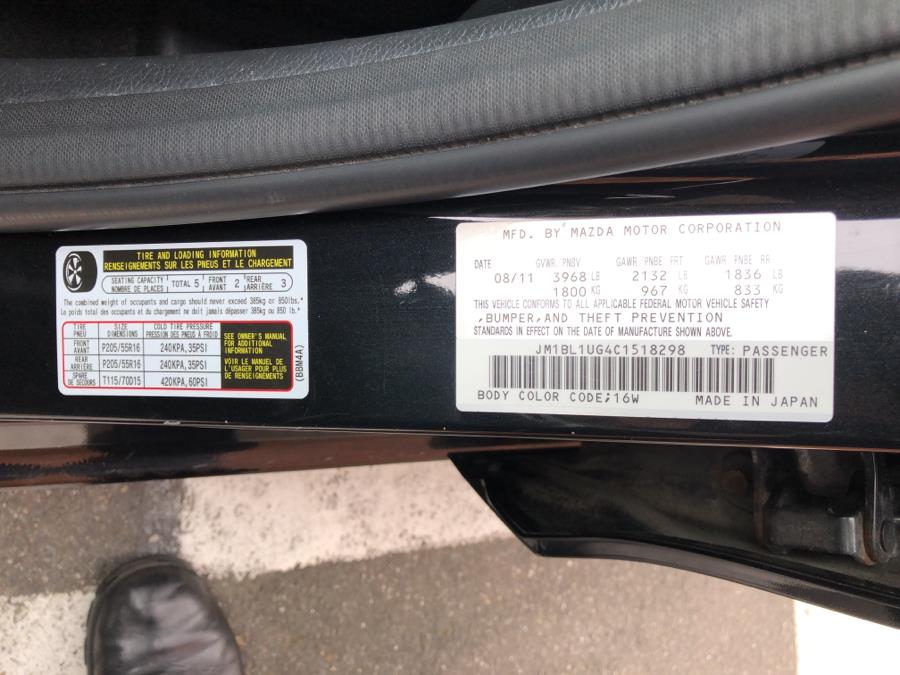 TIRE AND LOADING INFORMATION
RENSEIGNEMENTS SUR LES PNEUS ET LE CHARGEMENT
SEATING CAPACITY
NOMBRE DE PLACES
TOTAL 5
FRONT
AVANT 2
REAR
ARRIÈRE 3
The combined weight of occupants and cargo should never exceed 385kg or 850lbs.*
Le poids total des occupants et du chargement ne doit jamais dépasser 385kg ou 850 lb.*
TIRE
PNEU
SIZE
DIMENSIONS
COLD TIRE PRESSURE
PRESSION DES PNEUS À FROID
FRONT
AVANT
P205/55R16
240KPA,35PSI
REAR
ARRIÈRE
P205/55R16
240KPA,35PSI
SPARE
DE SECOURS
T115/70D15
420KPA,60PSI
SEE OWNER'S MANUAL
FOR ADDITIONAL
INFORMATION
VOIR LE MANUEL DE
L'USAGER POUR PLUS
DE RENSEIGNEMENTS
(BBM4A)
MFD. BY MAZDA MOTOR CORPORATION
DATE GVWR/PNBV GAWR/PNBE FRT GAWR/PNBE RR
08/11 3968 LB 2132 LB 1836 LB
1800 KG 967 KG 833 KG
THIS VEHICLE CONFORMS TO ALL APPLICABLE FEDERAL MOTOR VEHICLE SAFETY
,BUMPER,AND THEFT PREVENTION
STANDARDS IN EFFECT ON THE DATE OF MANUFACTURE SHOWN ABOVE.
JM1BL1UG4C1518298 TYPE: PASSENGER
BODY COLOR CODE;16W MADE IN JAPAN